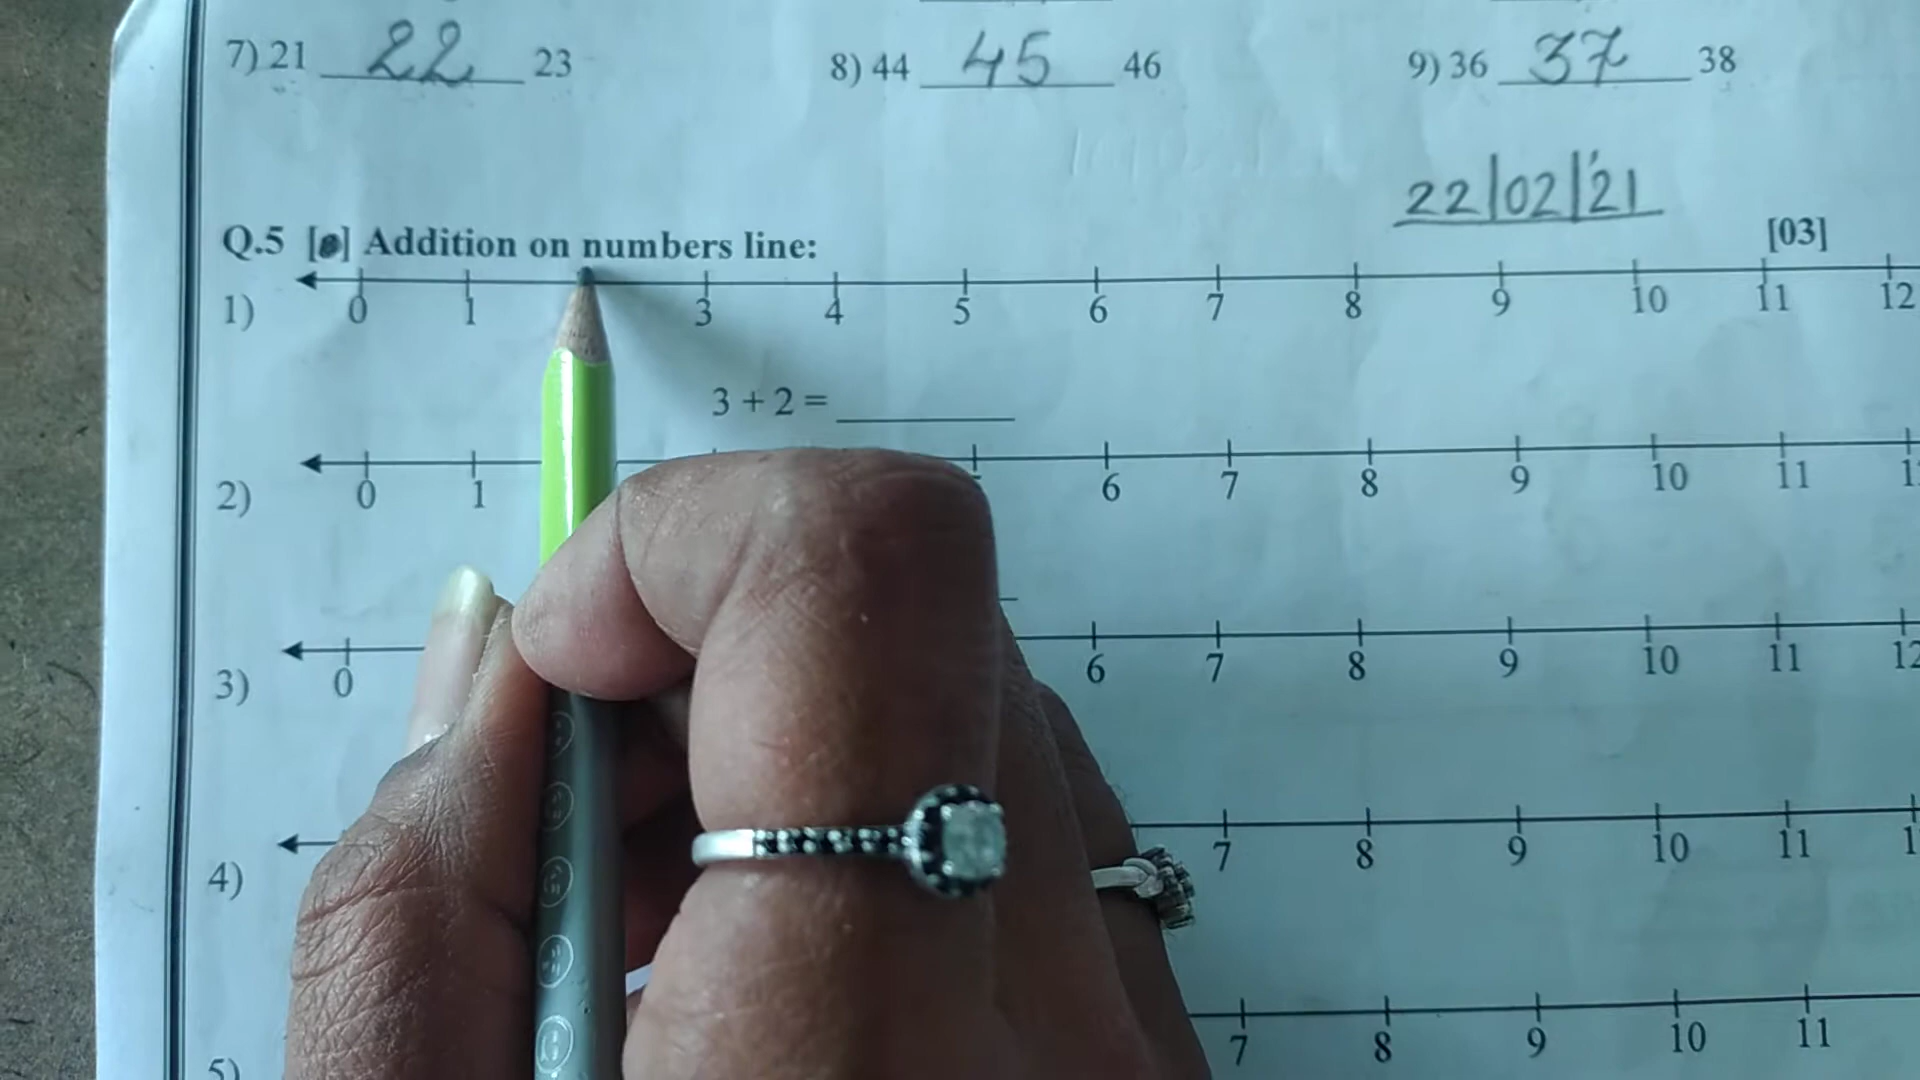 7) 21 22 23 8) 44 45 46 9) 36 37 38
22/02/21
Q.5 Addition on numbers line: [03]
1) 0 1 3 4 5 6 7 8 9 10 11 12
3 + 2 =
2) 0 1 6 7 8 9 10 11
3) 0 6 7 8 9 10 11 12
4) 7 8 9 10 11
5) 7 8 9 10 11